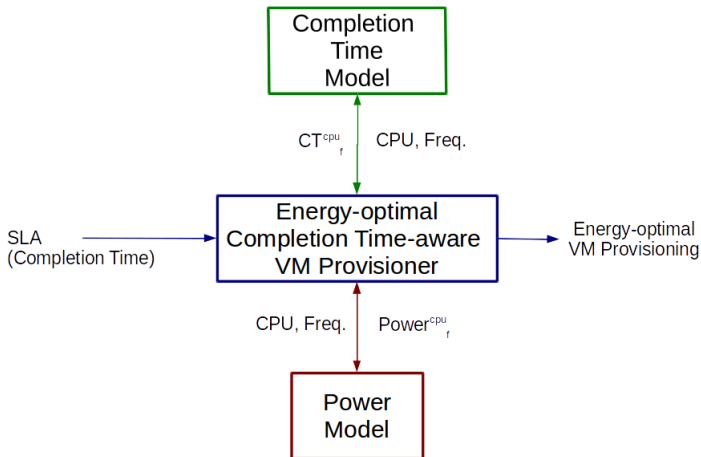 Completion
Time
Model
CT^cpu_f CPU, Freq.
Energy-optimal
Completion Time-aware
VM Provisioner
SLA
(Completion Time)
Energy-optimal
VM Provisioning
CPU, Freq. Power^cpu_f
Power
Model